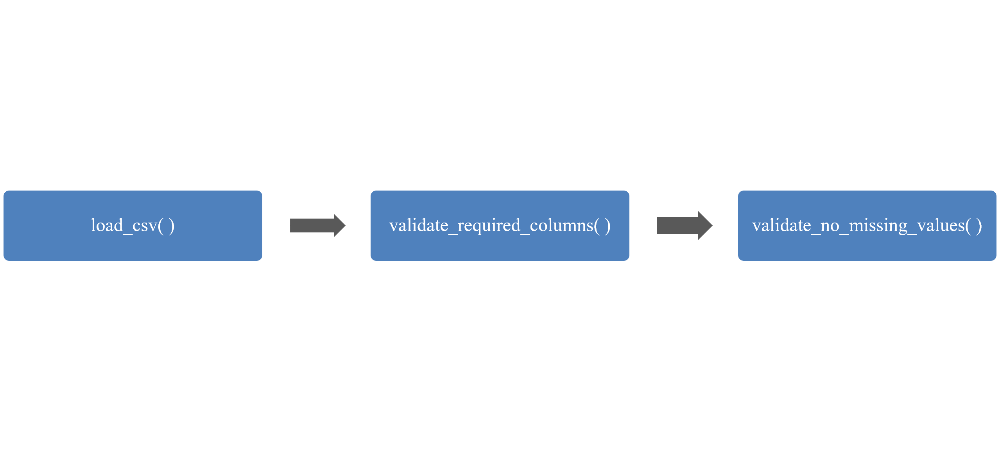 load_csv( )
validate_required_columns( )
validate_no_missing_values( )